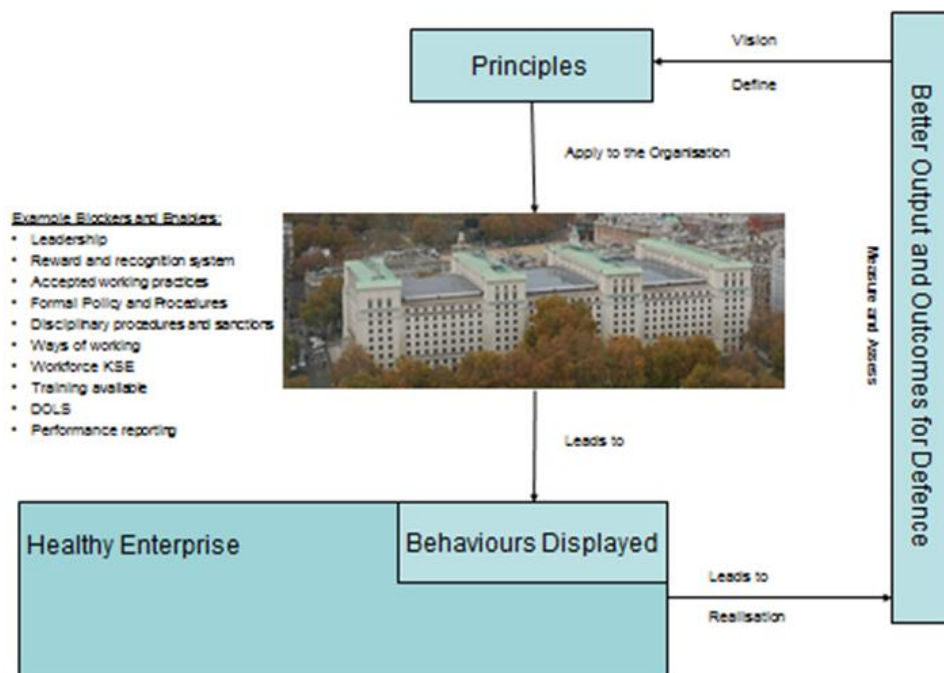 Principles
Vision
Define
Apply to the Organisation
Example Blockers and Enablers:
• Leadership
• Reward and recognition system
• Accepted working practices
• Formal Policy and Procedures
• Disciplinary procedures and sanctions
• Ways of working
• Workforce KSE
• Training available
• DOLS
• Performance reporting
Leads to
Healthy Enterprise
Behaviours Displayed
Leads to
Realisation
Measure and Assess
Better Output and Outcomes for Defence